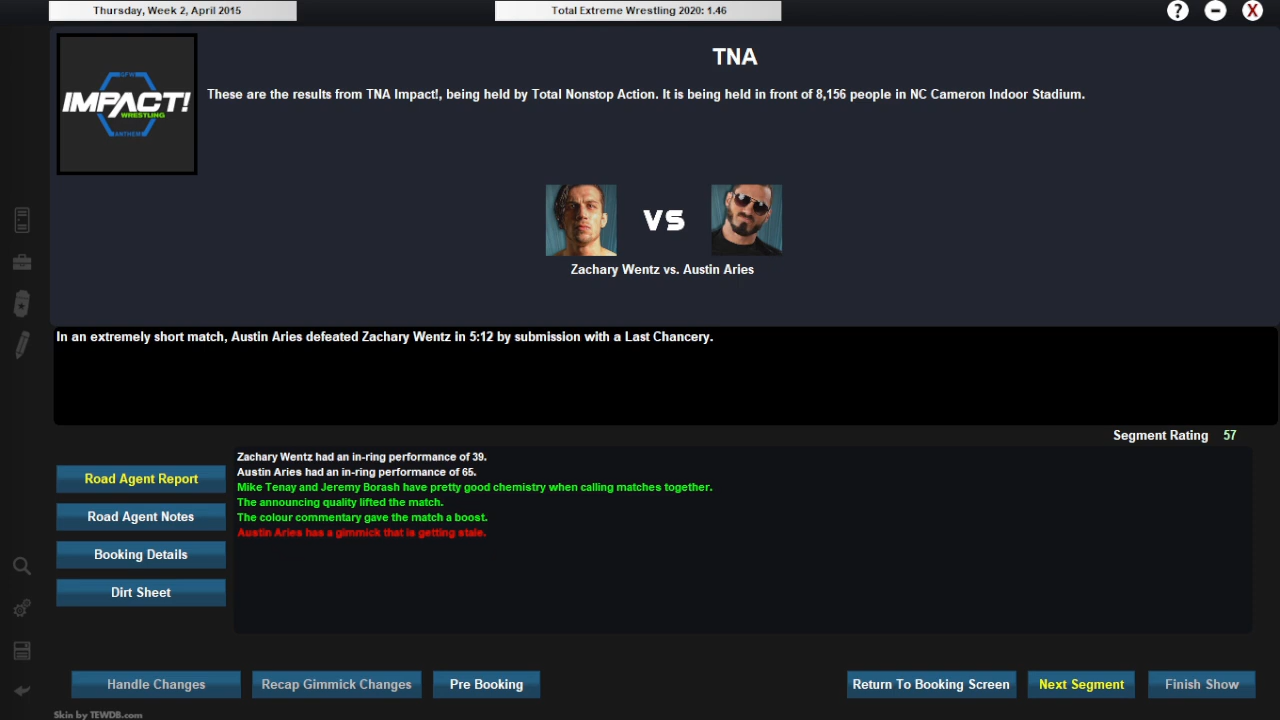 Thursday, Week 2, April 2015
Total Extreme Wrestling 2020: 1.46
?
X
TNA
GFW
IMPACT!
WRESTLING
ANTHEM
These are the results from TNA Impact!, being held by Total Nonstop Action. It is being held in front of 8,156 people in NC Cameron Indoor Stadium.
VS
Zachary Wentz vs. Austin Aries
In an extremely short match, Austin Aries defeated Zachary Wentz in 5:12 by submission with a Last Chancery.
Segment Rating 57
Road Agent Report
Road Agent Notes
Booking Details
Dirt Sheet
Zachary Wentz had an in-ring performance of 39.
Austin Aries had an in-ring performance of 65.
Mike Tenay and Jeremy Borash have pretty good chemistry when calling matches together.
The announcing quality lifted the match.
The colour commentary gave the match a boost.
Austin Aries has a gimmick that is getting stale.
Handle Changes
Recap Gimmick Changes
Pre Booking
Return To Booking Screen
Next Segment
Finish Show
Skin by TEWDB.com